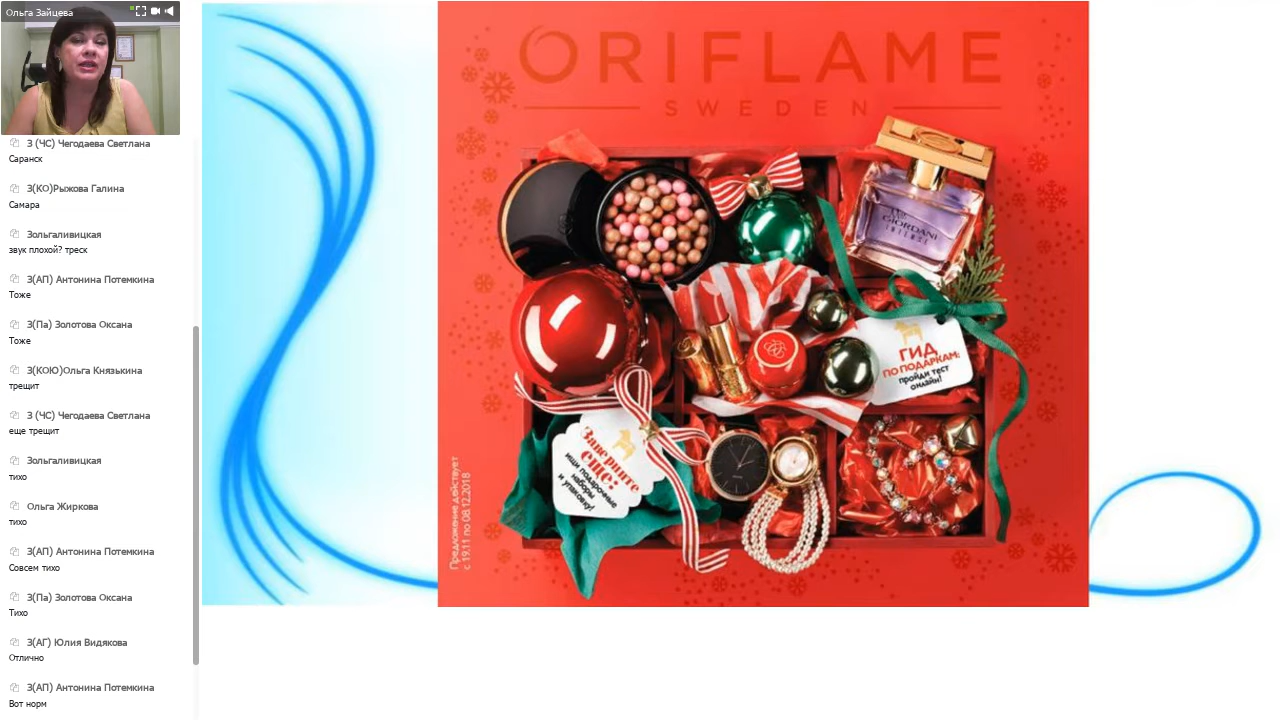 Ольга Зайцева
З (ЧС) Чегодаева Светлана
Саранск
З(КО)Рыжова Галина
Самара
Зольгаливицкая
звук плохой? треск
З(АП) Антонина Потемкина
Тоже
З(Па) Золотова Оксана
Тоже
З(КОЮ)Ольга Князькина
трещит
З (ЧС) Чегодаева Светлана
еще трещит
Зольгаливицкая
тихо
Ольга Жиркова
тихо
З(АП) Антонина Потемкина
Совсем тихо
З(Па) Золотова Оксана
Тихо
З(АГ) Юлия Видякова
Отлично
З(АП) Антонина Потемкина
Вот норм
ORIFLAME
SWEDEN
GIORDANI
INTENSE
ГИД
ПО ПОДАРКАМ:
пройди тест
онлайн!
Заверните
еще!
ищи подарочные
наборы
и упаковку!
Предложение действует
с 19.11 по 08.12.2018